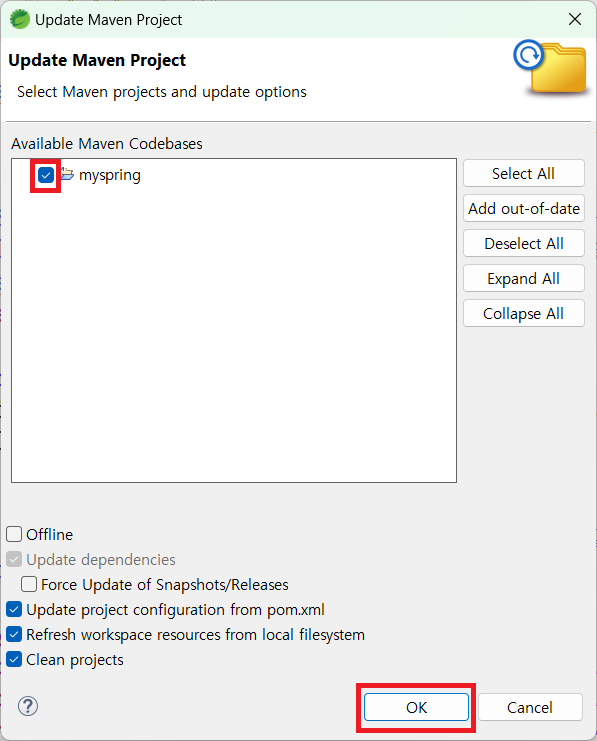 Update Maven Project
Update Maven Project
Select Maven projects and update options
Available Maven Codebases
myspring
Select All
Add out-of-date
Deselect All
Expand All
Collapse All
Offline
Update dependencies
Force Update of Snapshots/Releases
Update project configuration from pom.xml
Refresh workspace resources from local filesystem
Clean projects
?
OK
Cancel